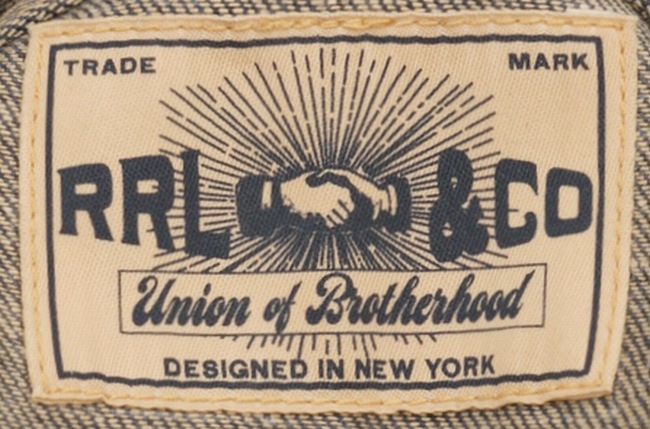 TRADE MARK
RRL &CO
Union of Brotherhood
DESIGNED IN NEW YORK